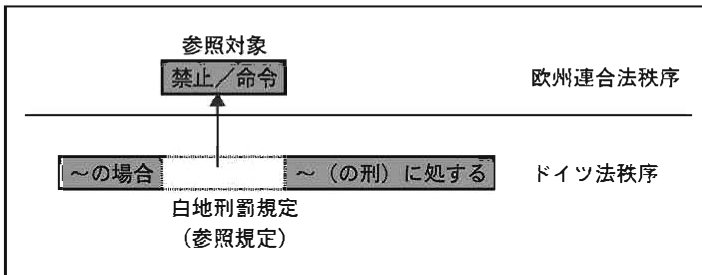 参照対象
禁止／命令
欧州連合法秩序
～の場合
～（の刑）に処する
ドイツ法秩序
白地刑罰規定
（参照規定）